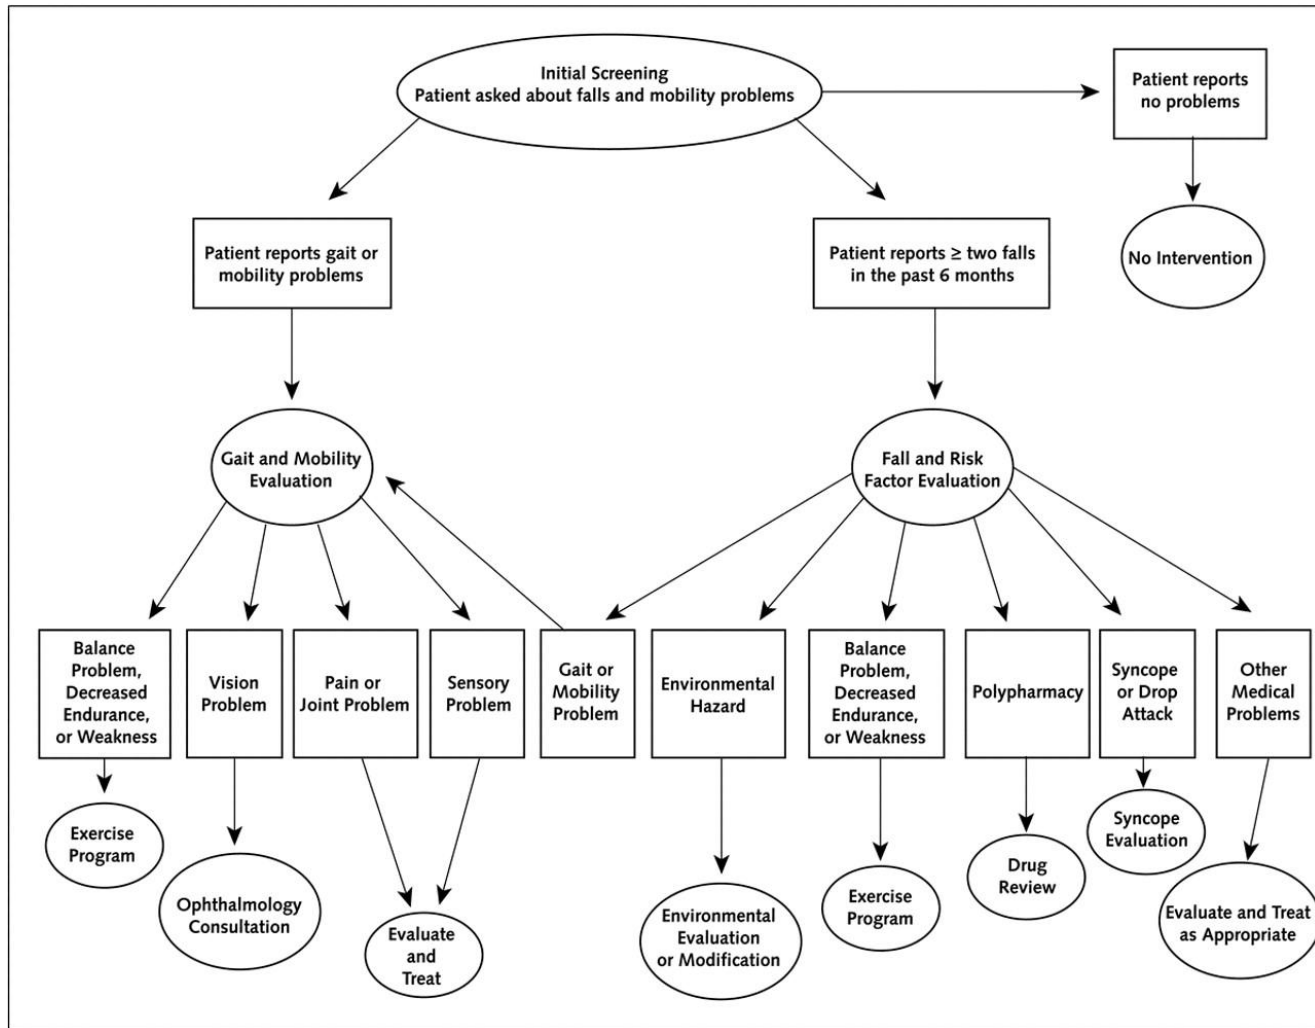 Initial Screening
Patient asked about falls and mobility problems
Patient reports
no problems
Patient reports gait or
mobility problems
Patient reports ≥ two falls
in the past 6 months
No Intervention
Gait and Mobility
Evaluation
Fall and Risk
Factor Evaluation
Balance
Problem,
Decreased
Endurance,
or Weakness
Vision
Problem
Pain or
Joint Problem
Sensory
Problem
Gait or
Mobility
Problem
Environmental
Hazard
Balance
Problem,
Decreased
Endurance,
or Weakness
Polypharmacy
Syncope
or Drop
Attack
Other
Medical
Problems
Exercise
Program
Ophthalmology
Consultation
Evaluate
and
Treat
Environmental
Evaluation
or Modification
Exercise
Program
Drug
Review
Syncope
Evaluation
Evaluate and Treat
as Appropriate